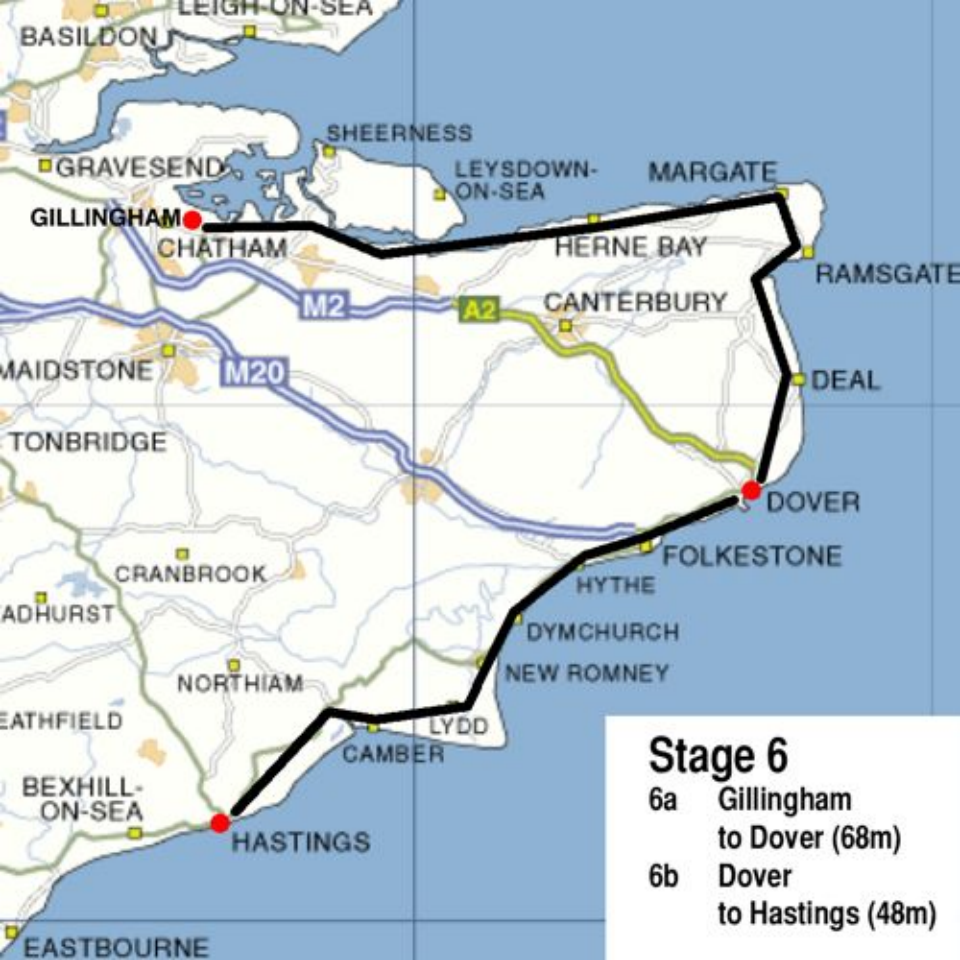 LEIGH-ON-SEA
BASILDON
SHEERNESS
GRAVESEND
LEYSDOWN-
ON-SEA
MARGATE
GILLINGHAM
CHATHAM
HERNE BAY
RAMSGATE
M2
A2
CANTERBURY
MAIDSTONE
M20
DEAL
TONBRIDGE
DOVER
FOLKESTONE
CRANBROOK
HYTHE
ADHURST
DYMCHURCH
NEW ROMNEY
NORTHIAM
EATHFIELD
LYDD
CAMBER
BEXHILL-
ON-SEA
HASTINGS
EASTBOURNE
Stage 6
6a Gillingham
to Dover (68m)
6b Dover
to Hastings (48m)